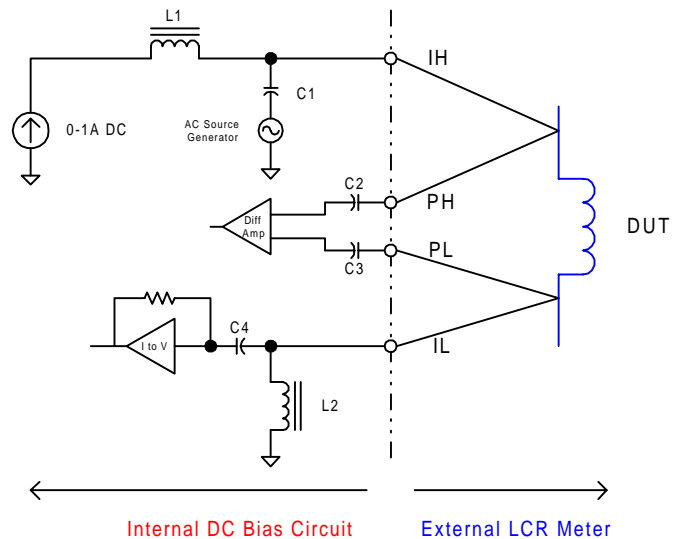 L1
IH
C1
0-1A DC
AC Source
Generator
C2
PH
Diff
Amp
DUT
PL
C3
C4
I to V
IL
L2
Internal DC Bias Circuit
External LCR Meter